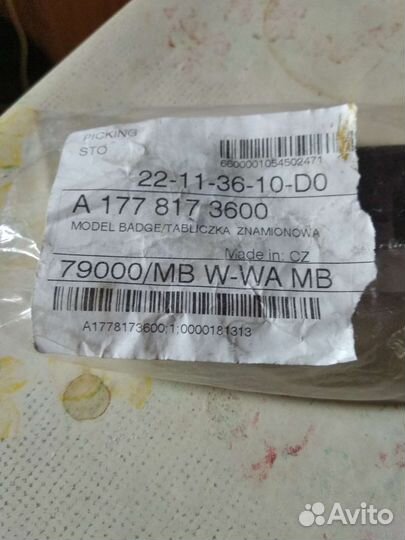 PICKING
STO
6600001054502471
22-11-36-10-D0
A 177 817 3600
MODEL BADGE/TABLICZKA ZNAMIONOWA
Made in: CZ
79000/MB W-WA MB
A1778173600;1;0000181313
Avito